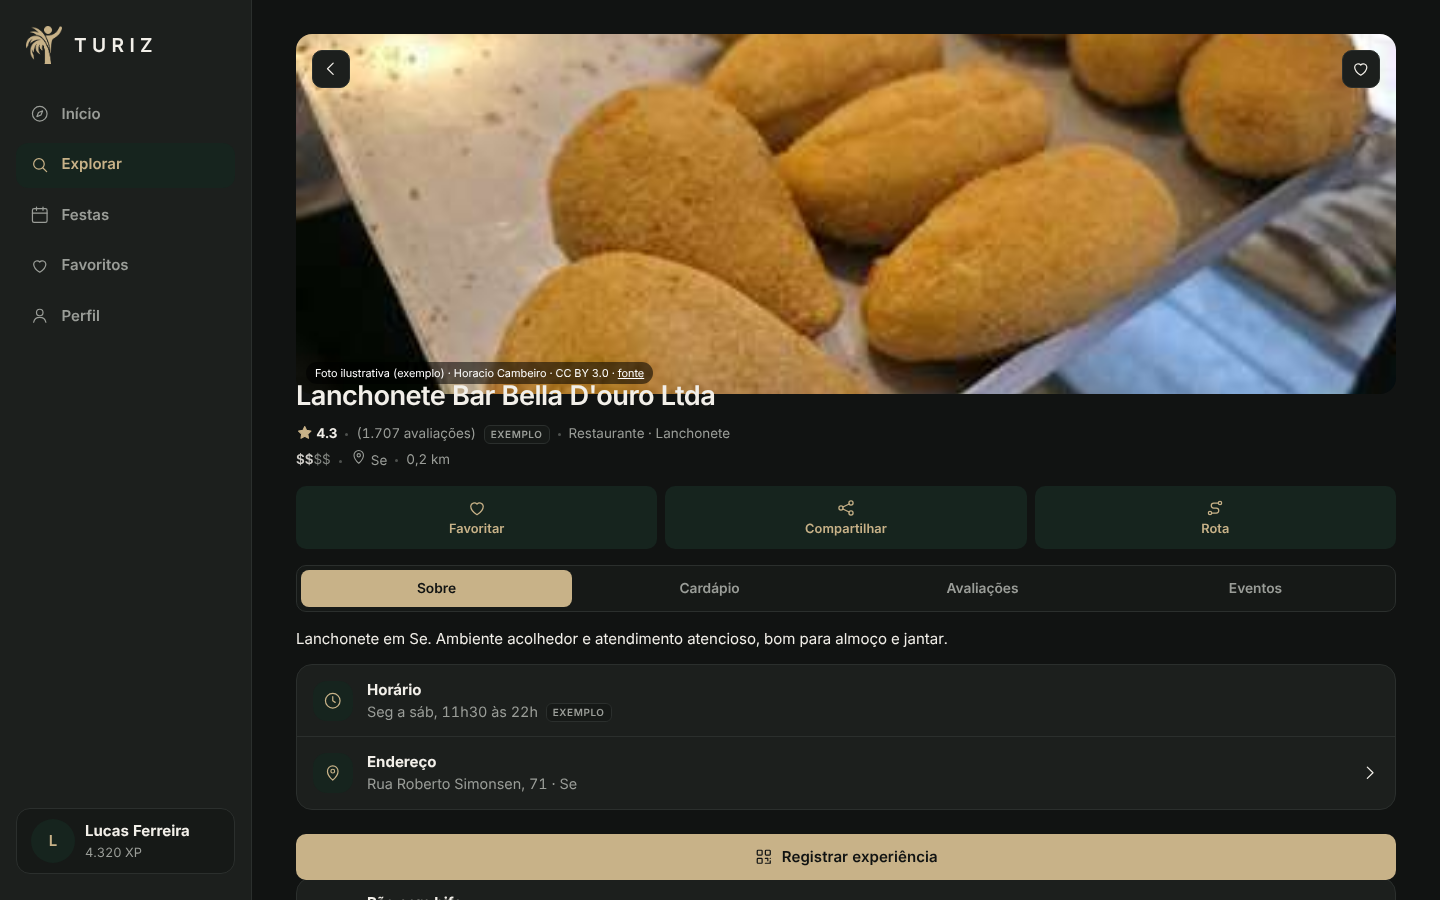 TURIZ
Início
Explorar
Festas
Favoritos
Perfil
Lucas Ferreira
L
4.320 XP
Foto ilustrativa (exemplo) · Horacio Cambeiro · CC BY 3.0 · fonte
Lanchonete Bar Bella D'ouro Ltda
4.3 · (1.707 avaliações) EXEMPLO · Restaurante · Lanchonete
$$$$ · Se · 0,2 km
Favoritar
Compartilhar
Rota
Sobre
Cardápio
Avaliações
Eventos
Lanchonete em Se. Ambiente acolhedor e atendimento atencioso, bom para almoço e jantar.
Horário
Seg a sáb, 11h30 às 22h EXEMPLO
Endereço
Rua Roberto Simonsen, 71 · Se
Registrar experiência